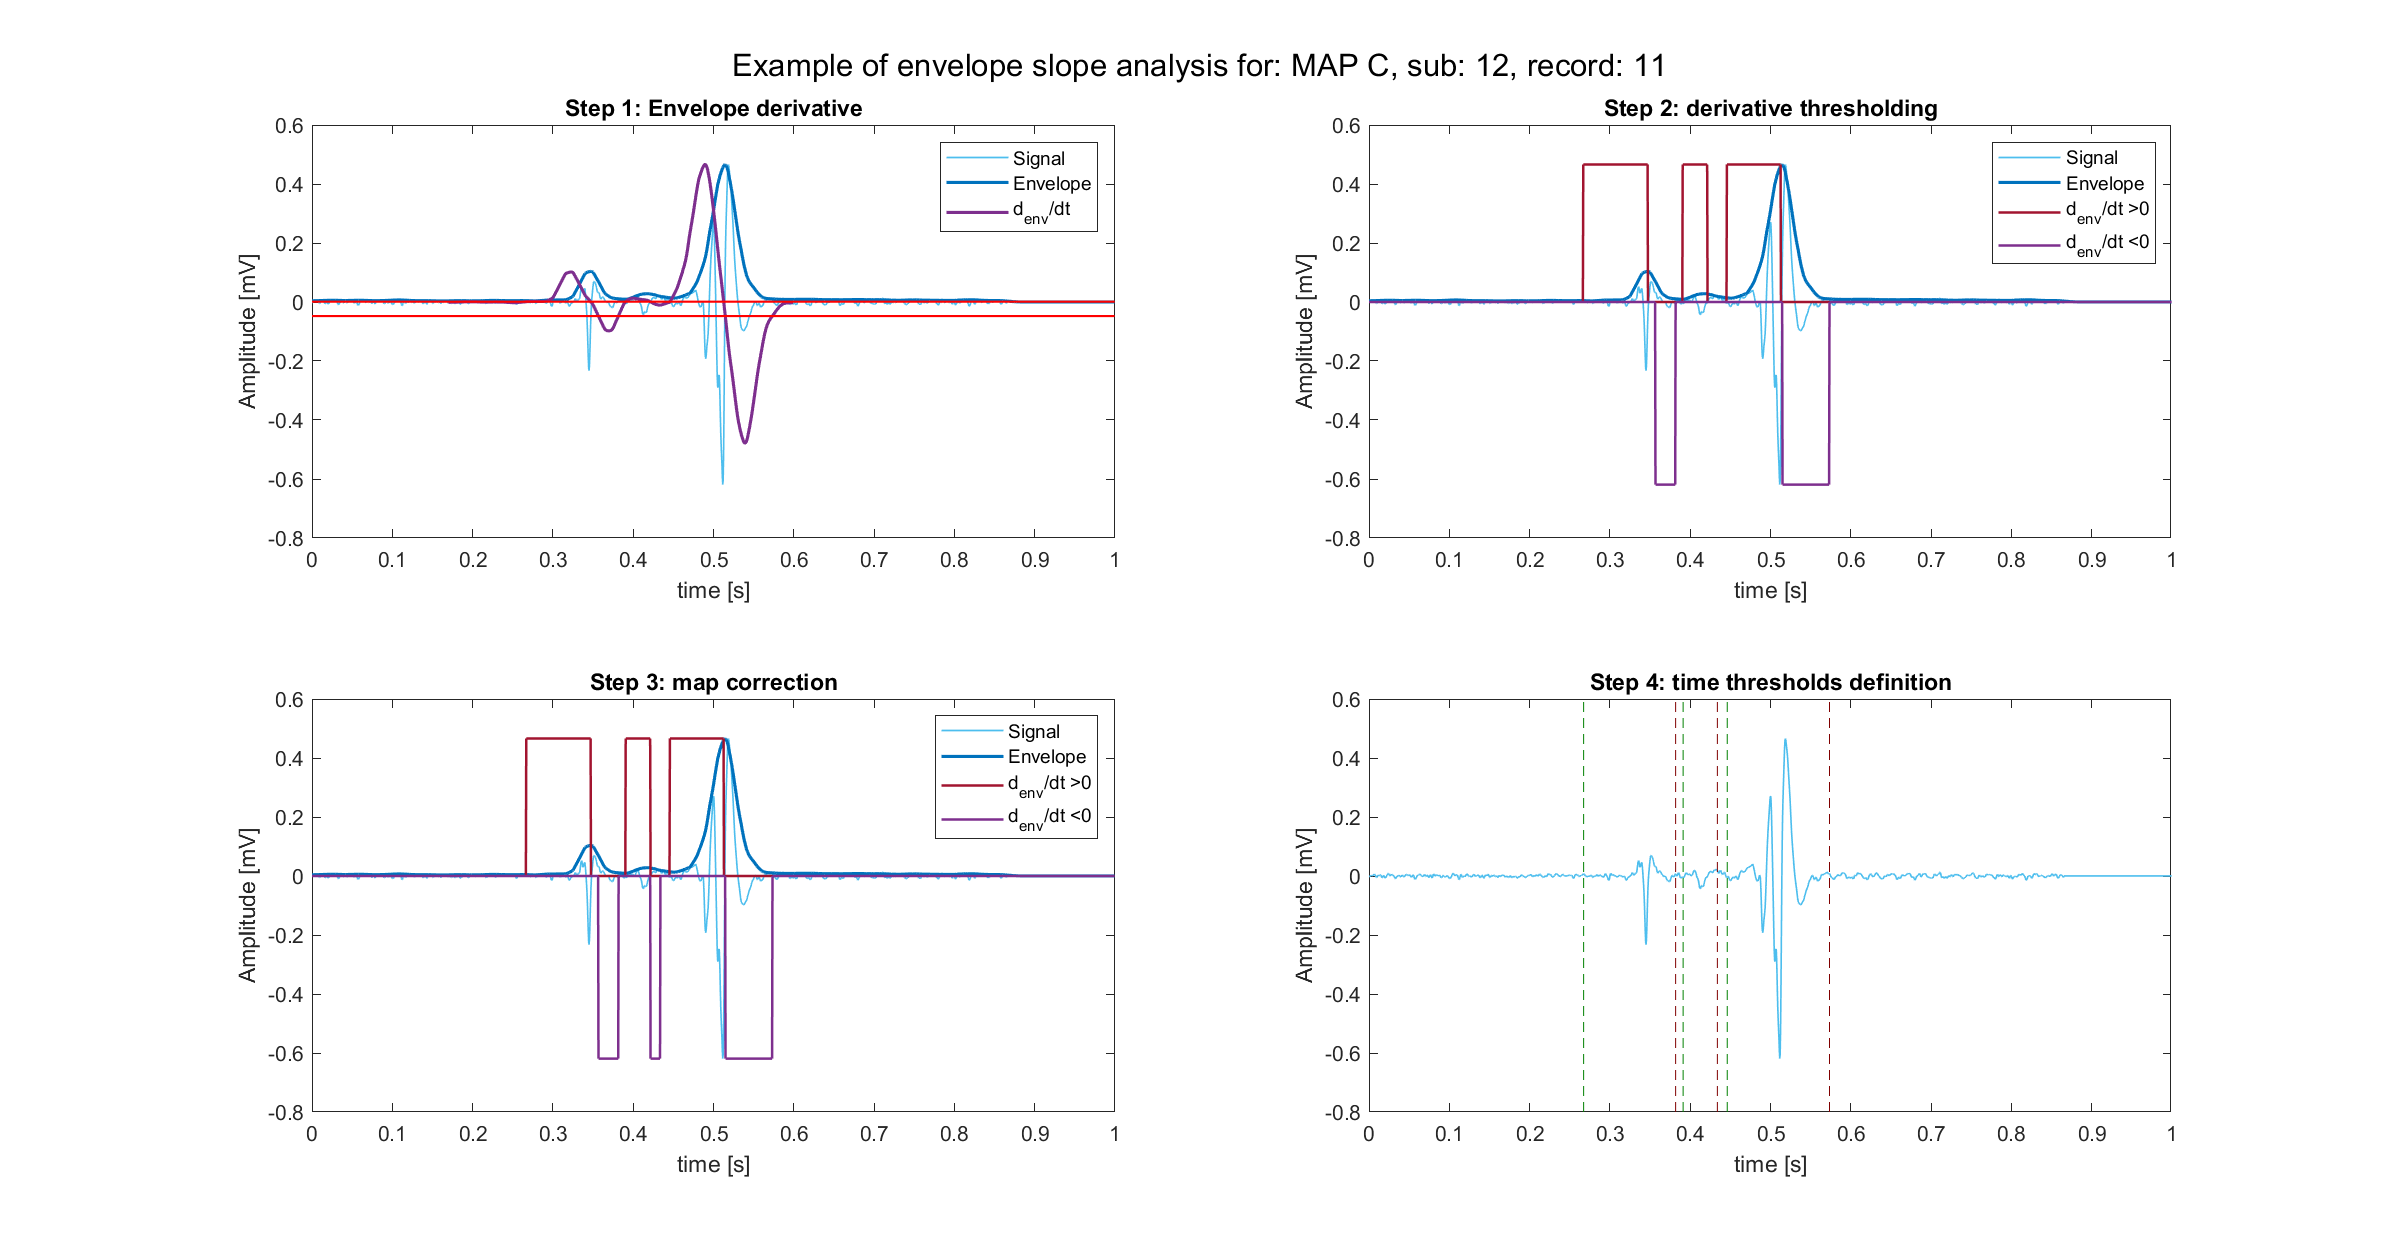 Example of envelope slope analysis for: MAP C, sub: 12, record: 11
Step 1: Envelope derivative
0.6
0.4
0.2
0
-0.2
-0.4
-0.6
-0.8
Amplitude [mV]
0 0.1 0.2 0.3 0.4 0.5 0.6 0.7 0.8 0.9 1
time [s]
Signal
Envelope
d_env/dt
Step 2: derivative thresholding
0.6
0.4
0.2
0
-0.2
-0.4
-0.6
-0.8
Amplitude [mV]
0 0.1 0.2 0.3 0.4 0.5 0.6 0.7 0.8 0.9 1
time [s]
Signal
Envelope
d_env/dt >0
d_env/dt <0
Step 3: map correction
0.6
0.4
0.2
0
-0.2
-0.4
-0.6
-0.8
Amplitude [mV]
0 0.1 0.2 0.3 0.4 0.5 0.6 0.7 0.8 0.9 1
time [s]
Signal
Envelope
d_env/dt >0
d_env/dt <0
Step 4: time thresholds definition
0.6
0.4
0.2
0
-0.2
-0.4
-0.6
-0.8
Amplitude [mV]
0 0.1 0.2 0.3 0.4 0.5 0.6 0.7 0.8 0.9 1
time [s]